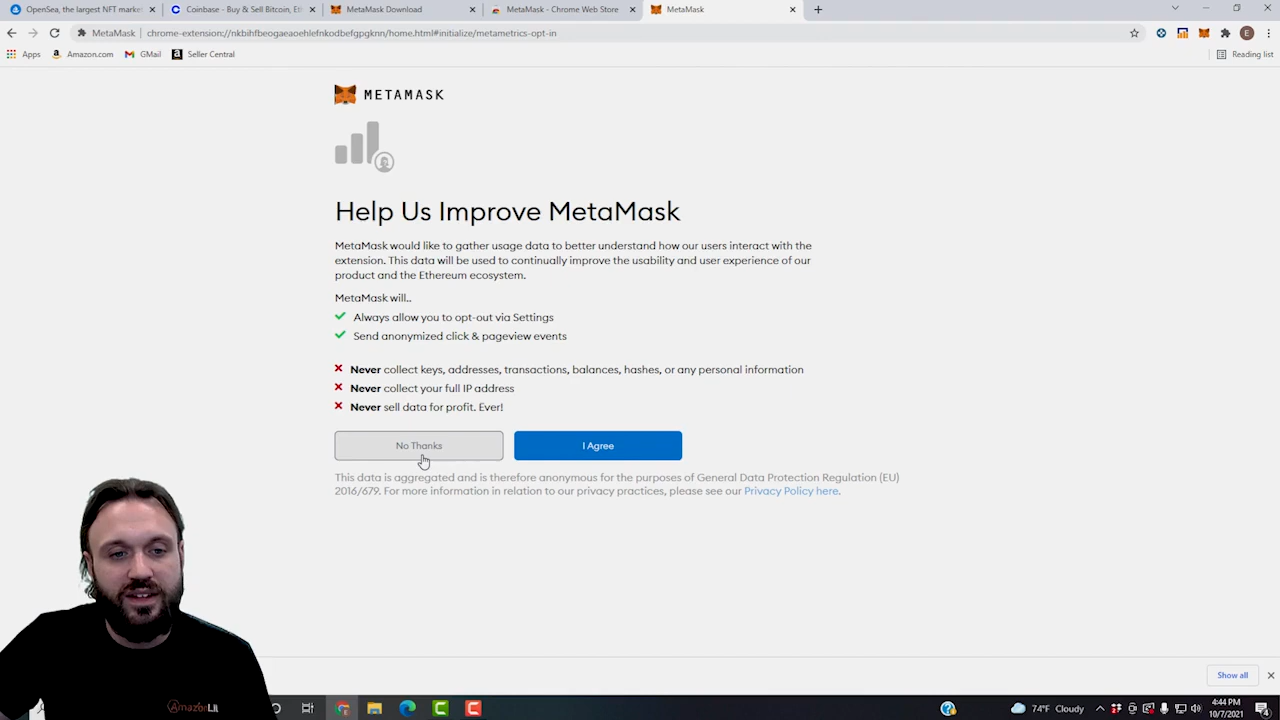 OpenSea, the largest NFT market
Coinbase - Buy & Sell Bitcoin, Eth
MetaMask Download
MetaMask - Chrome Web Store
MetaMask
MetaMask
chrome-extension://nkbihfbeogaeaoehlefnkodbefgpgknn/home.html#initialize/metametrics-opt-in
E
Apps
Amazon.com
GMail
Seller Central
Reading list
METAMASK
Help Us Improve MetaMask
MetaMask would like to gather usage data to better understand how our users interact with the
extension. This data will be used to continually improve the usability and user experience of our
product and the Ethereum ecosystem.
MetaMask will..
Always allow you to opt-out via Settings
Send anonymized click & pageview events
Never collect keys, addresses, transactions, balances, hashes, or any personal information
Never collect your full IP address
Never sell data for profit. Ever!
No Thanks
I Agree
This data is aggregated and is therefore anonymous for the purposes of General Data Protection Regulation (EU)
2016/679. For more information in relation to our privacy practices, please see our Privacy Policy here.
Show all
AmazonLit
74°F Cloudy
4:44 PM
10/7/2021